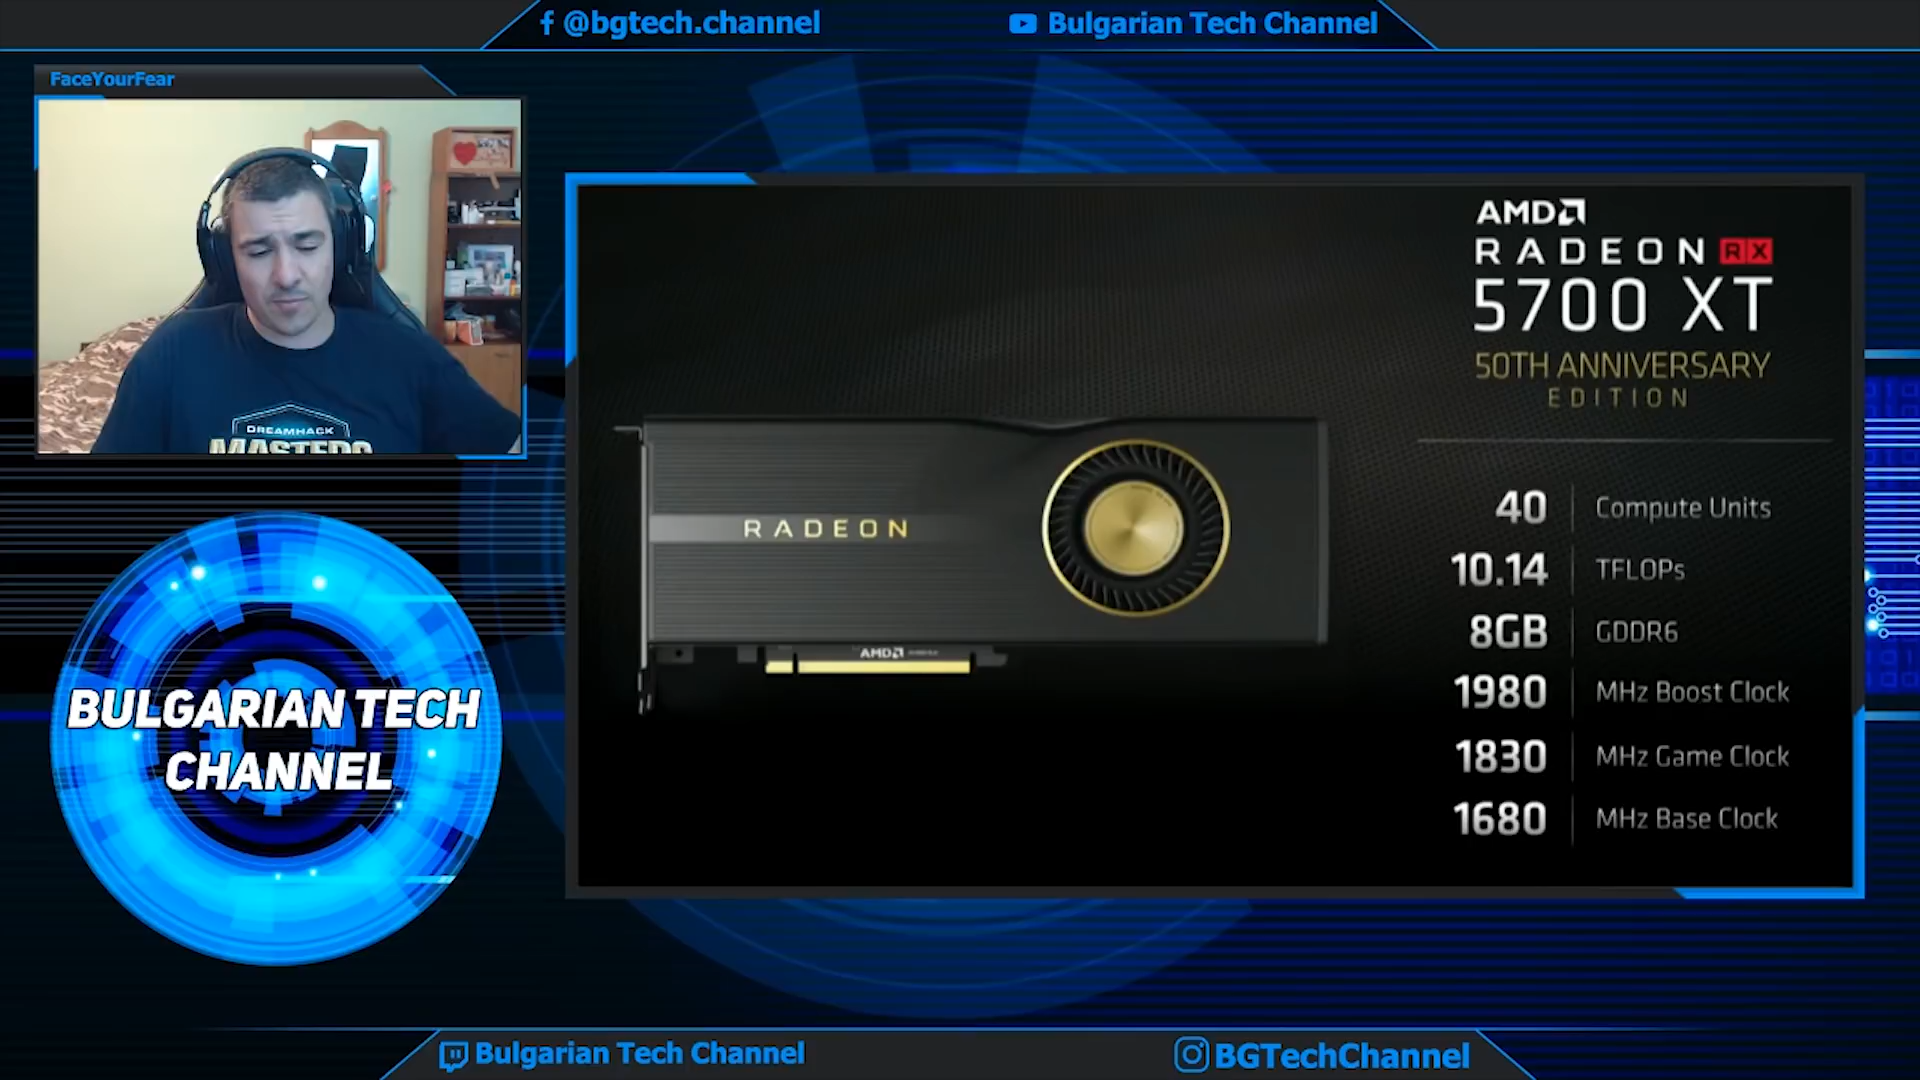 @bgtech.channel
Bulgarian Tech Channel
FaceYourFear
DREAMHACK
MASTERS
BULGARIAN TECH
CHANNEL
AMD
RADEON RX
5700 XT
50TH ANNIVERSARY
EDITION
RADEON
AMD
40 Compute Units
10.14 TFLOPs
8GB GDDR6
1980 MHz Boost Clock
1830 MHz Game Clock
1680 MHz Base Clock
Bulgarian Tech Channel
BGTechChannel